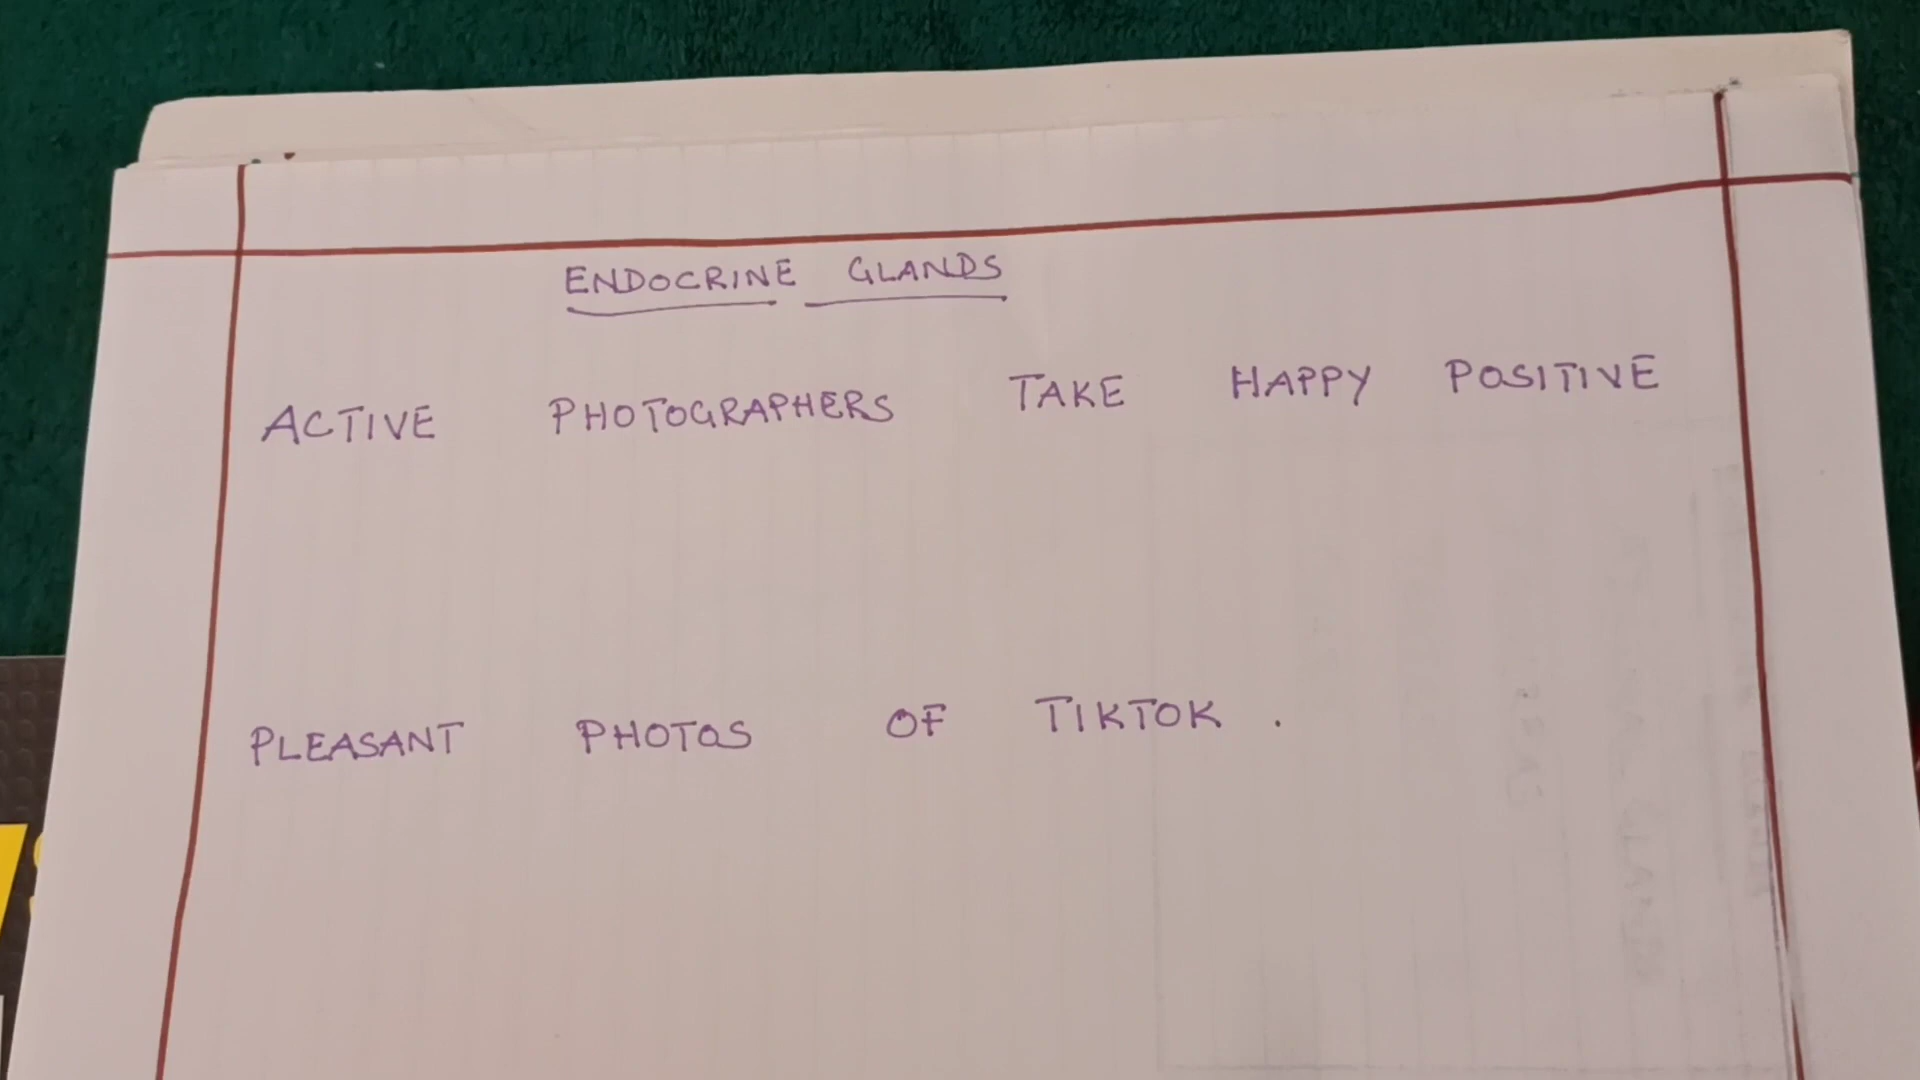 ENDOCRINE GLANDS
ACTIVE PHOTOGRAPHERS TAKE HAPPY POSITIVE
PLEASANT PHOTOS OF TIKTOK .